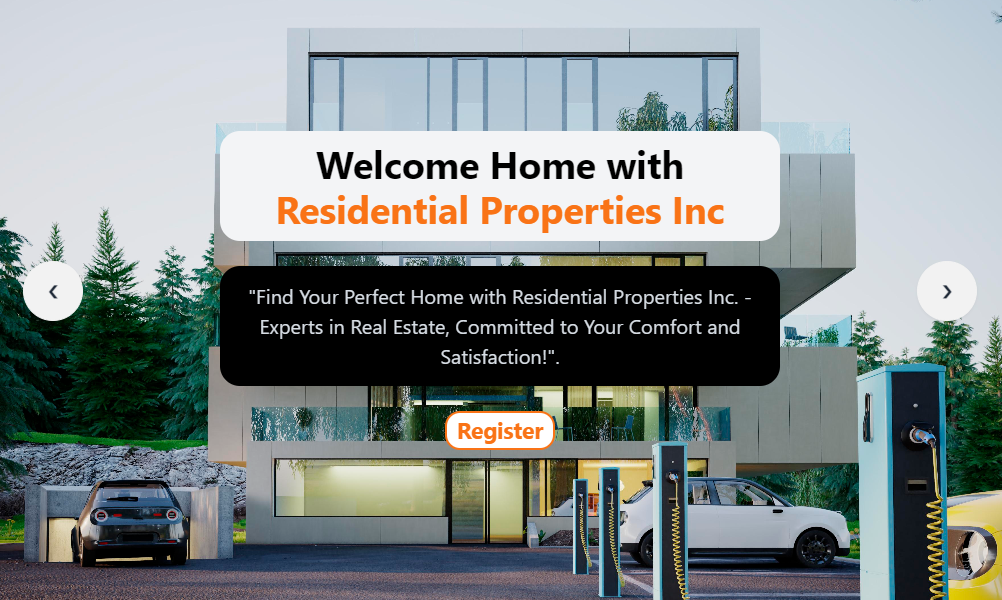 Welcome Home with
Residential Properties Inc
"Find Your Perfect Home with Residential Properties Inc. -
Experts in Real Estate, Committed to Your Comfort and
Satisfaction!".
Register